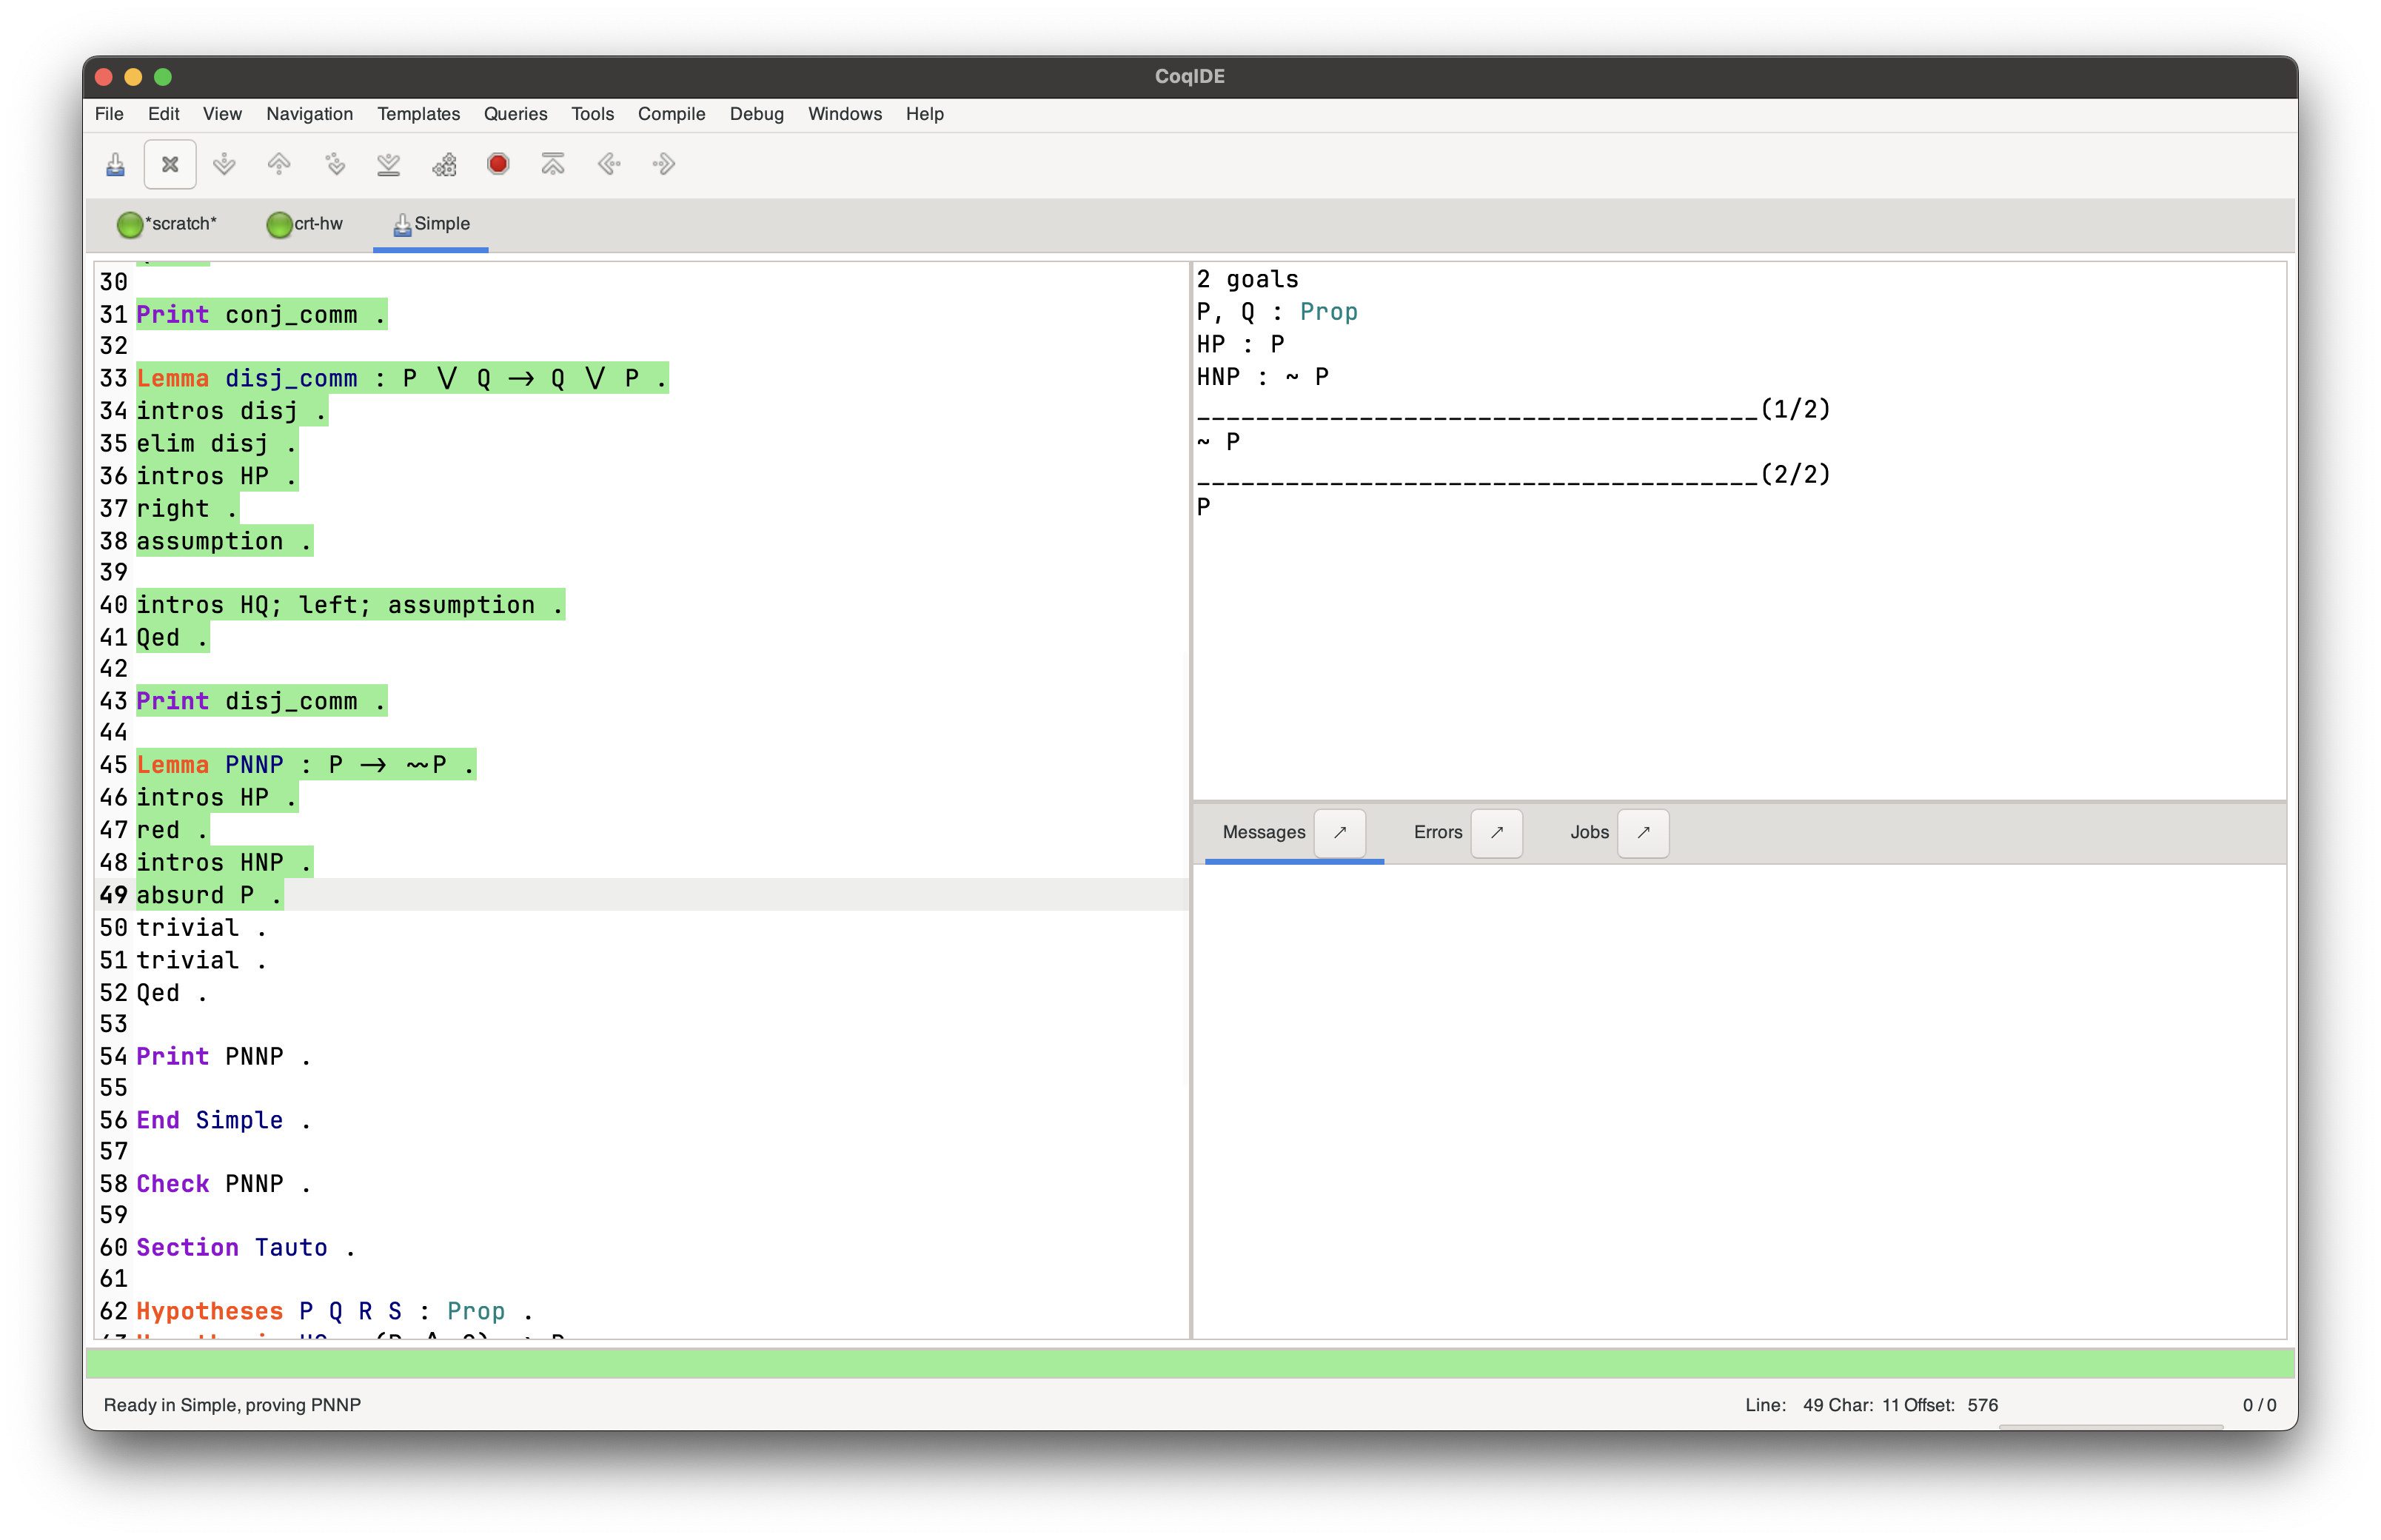 CoqIDE
File Edit View Navigation Templates Queries Tools Compile Debug Windows Help
*scratch* crt-hw Simple
30
31 Print conj_comm .
32
33 Lemma disj_comm : P \/ Q -> Q \/ P .
34 intros disj .
35 elim disj .
36 intros HP .
37 right .
38 assumption .
39
40 intros HQ; left; assumption .
41 Qed .
42
43 Print disj_comm .
44
45 Lemma PNNP : P -> ~~P .
46 intros HP .
47 red .
48 intros HNP .
49 absurd P .
50 trivial .
51 trivial .
52 Qed .
53
54 Print PNNP .
55
56 End Simple .
57
58 Check PNNP .
59
60 Section Tauto .
61
62 Hypotheses P Q R S : Prop .
2 goals
P, Q : Prop
HP : P
HNP : ~ P
______________________________________(1/2)
~ P
______________________________________(2/2)
P
Messages ↗ Errors ↗ Jobs ↗
Ready in Simple, proving PNNP
Line: 49 Char: 11 Offset: 576
0 / 0